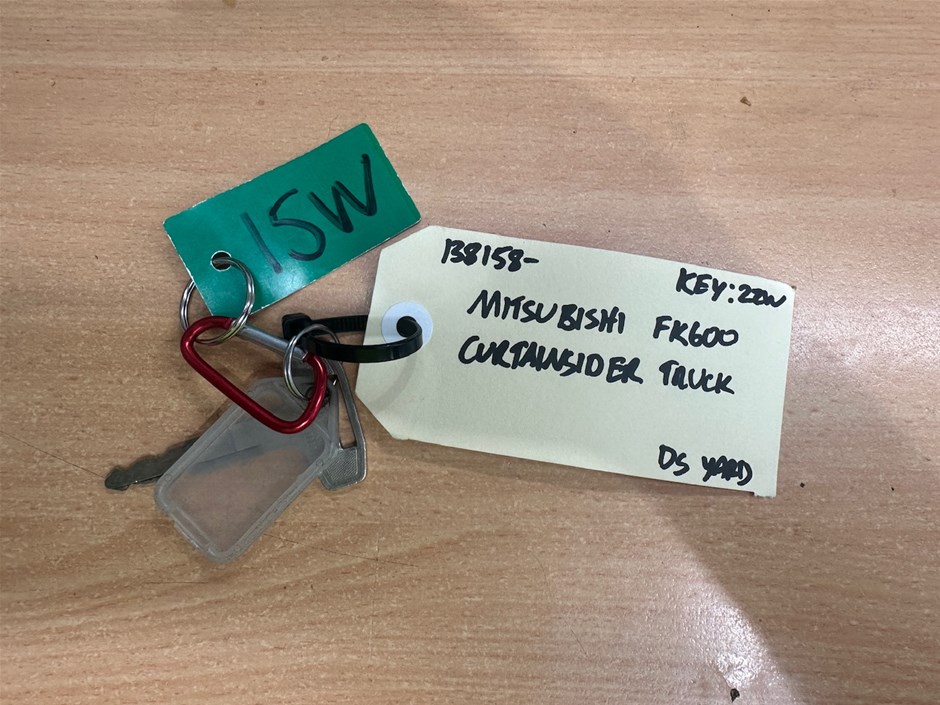 15W
138158-
KEY: 22W
MITSUBISHI FK600
CURTAINSIDER TRUCK
DS YARD